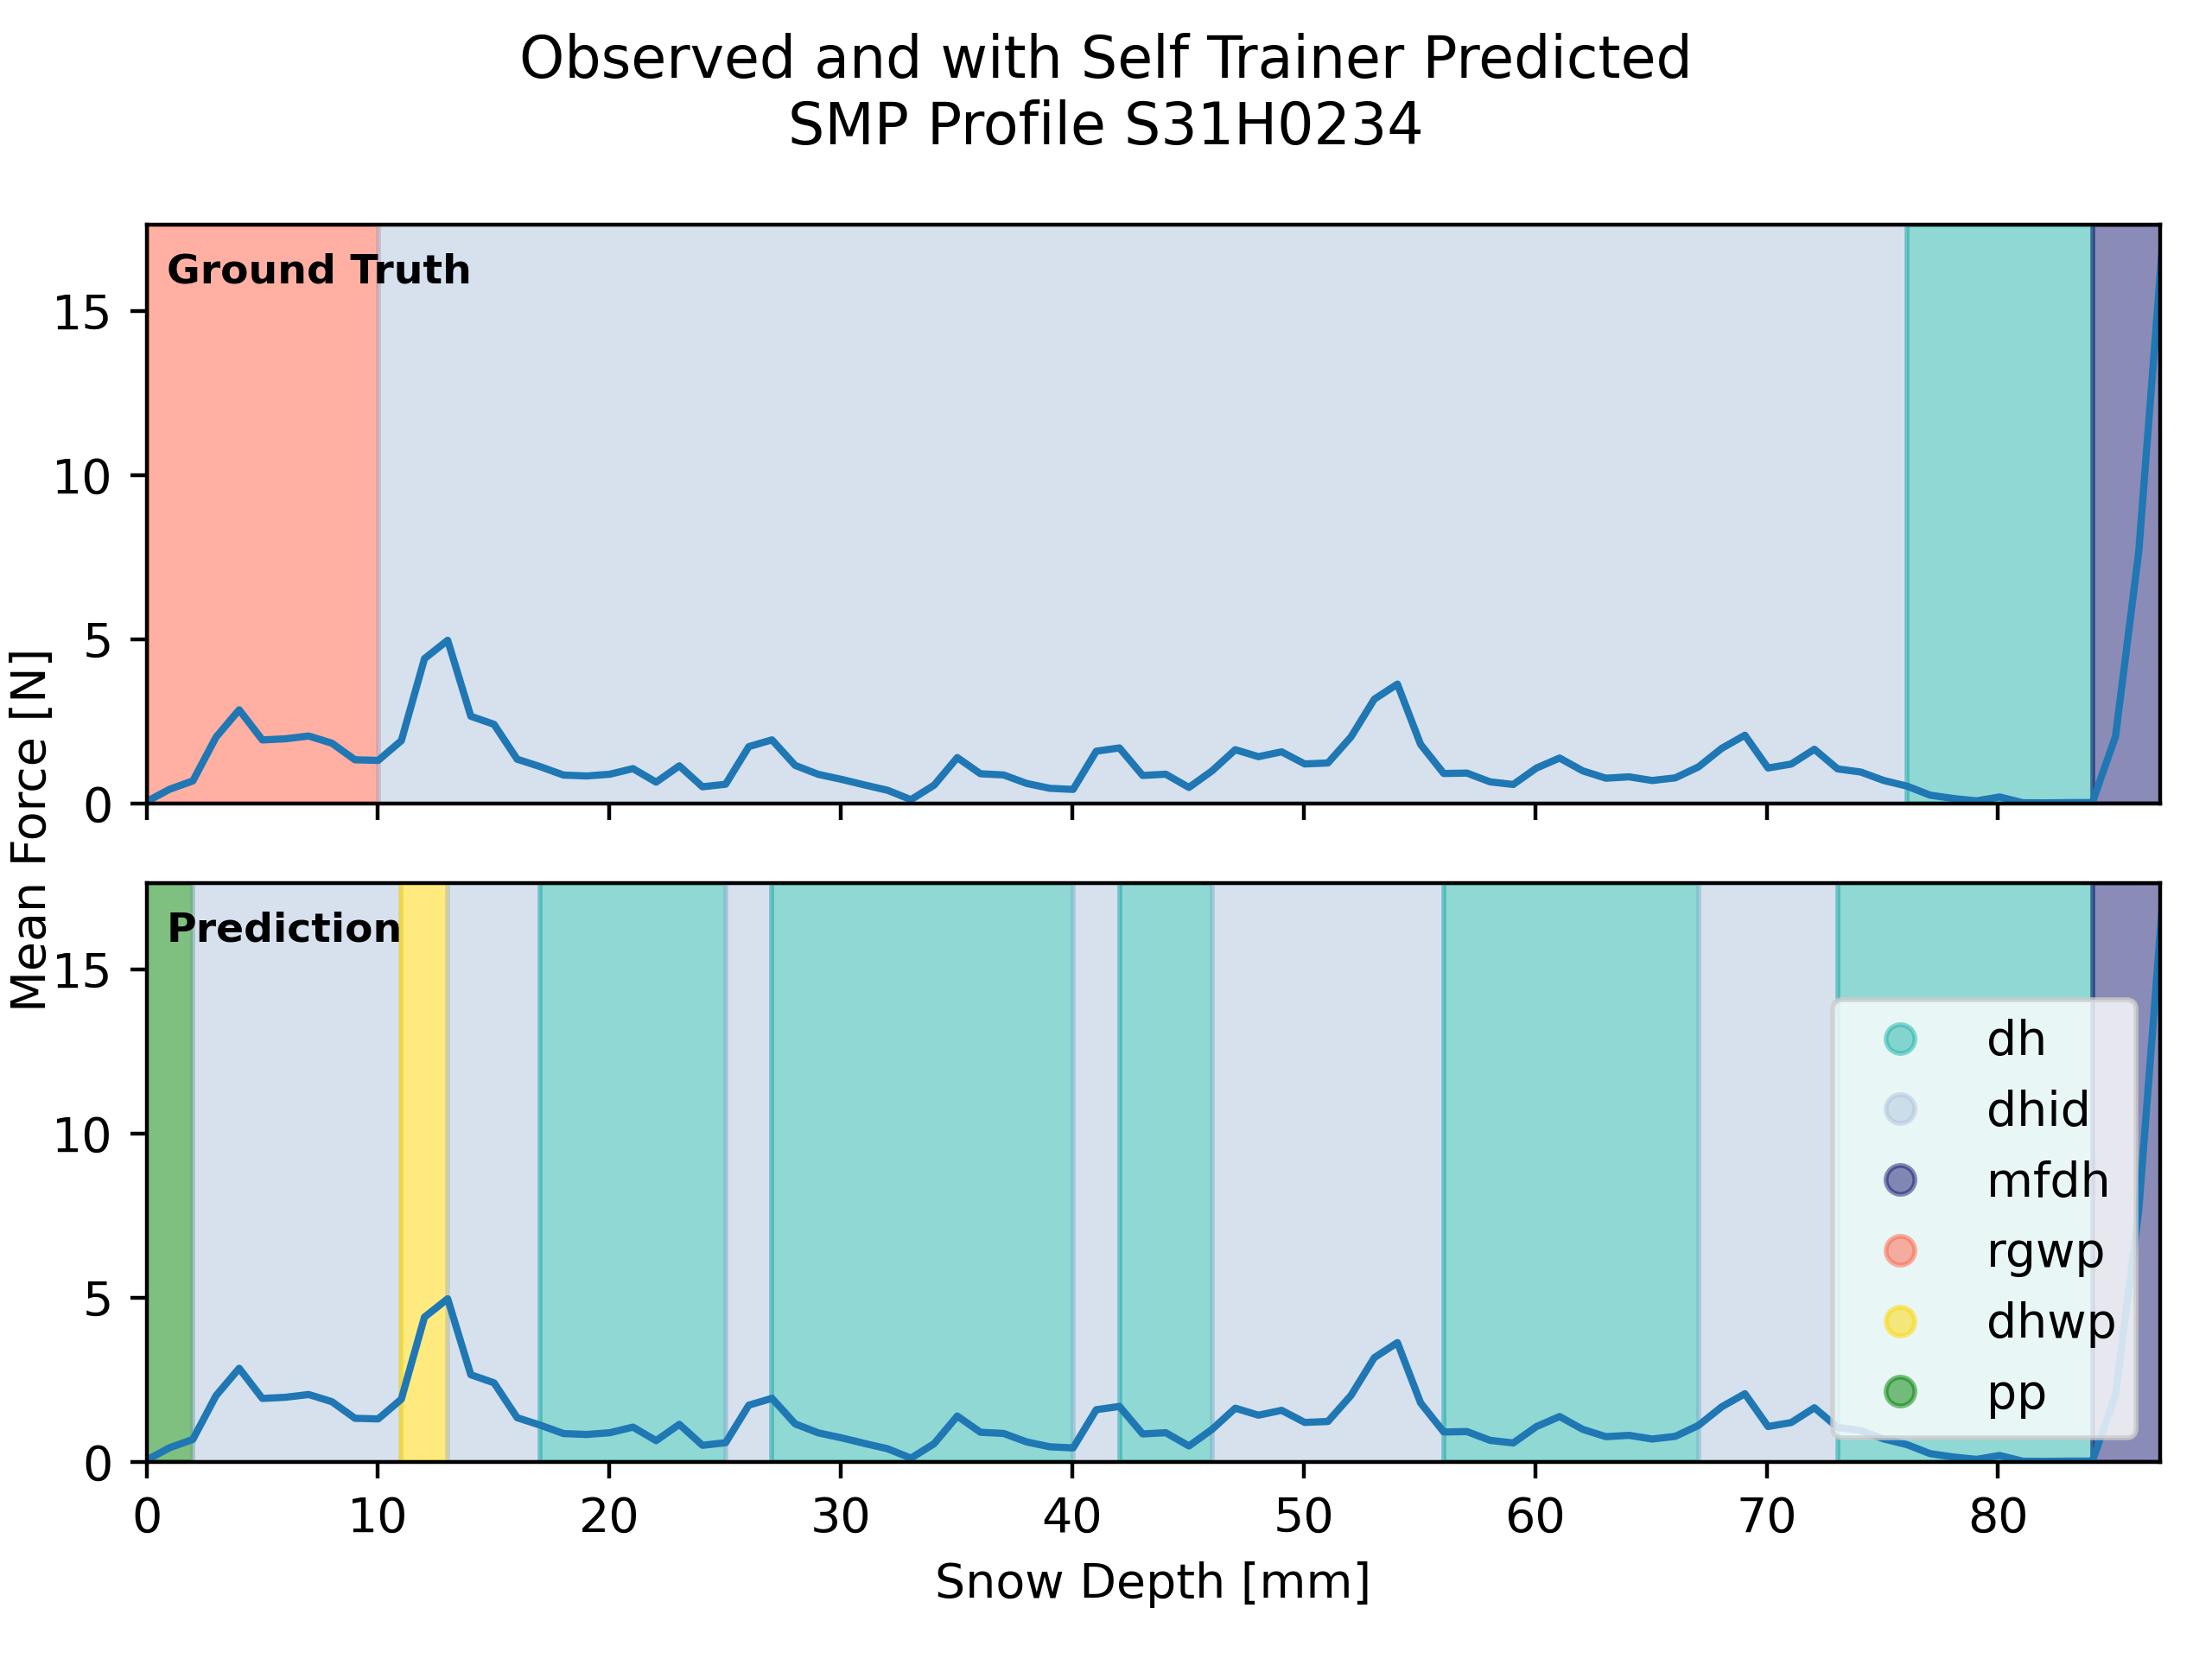 Observed and with Self Trainer Predicted
SMP Profile S31H0234
Ground Truth
15
10
5
0
Mean Force [N]
Prediction
15
10
5
0
dh
dhid
mfdh
rgwp
dhwp
pp
0 10 20 30 40 50 60 70 80
Snow Depth [mm]